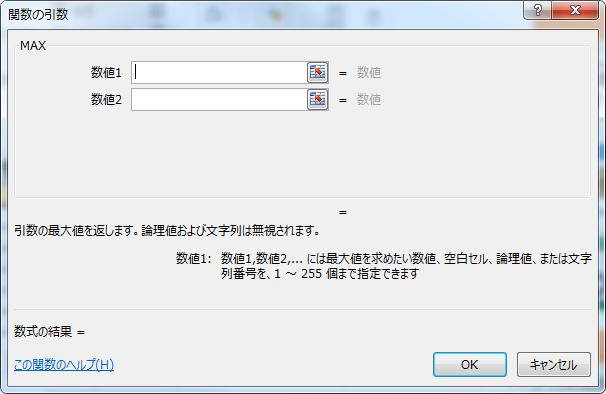 関数の引数
MAX
数値1 = 数値
数値2 = 数値
=
引数の最大値を返します。論理値および文字列は無視されます。
数値1: 数値1,数値2,... には最大値を求めたい数値、空白セル、論理値、または文字
列番号を、1 ～ 255 個まで指定できます
数式の結果 =
この関数のヘルプ(H)
OK
キャンセル